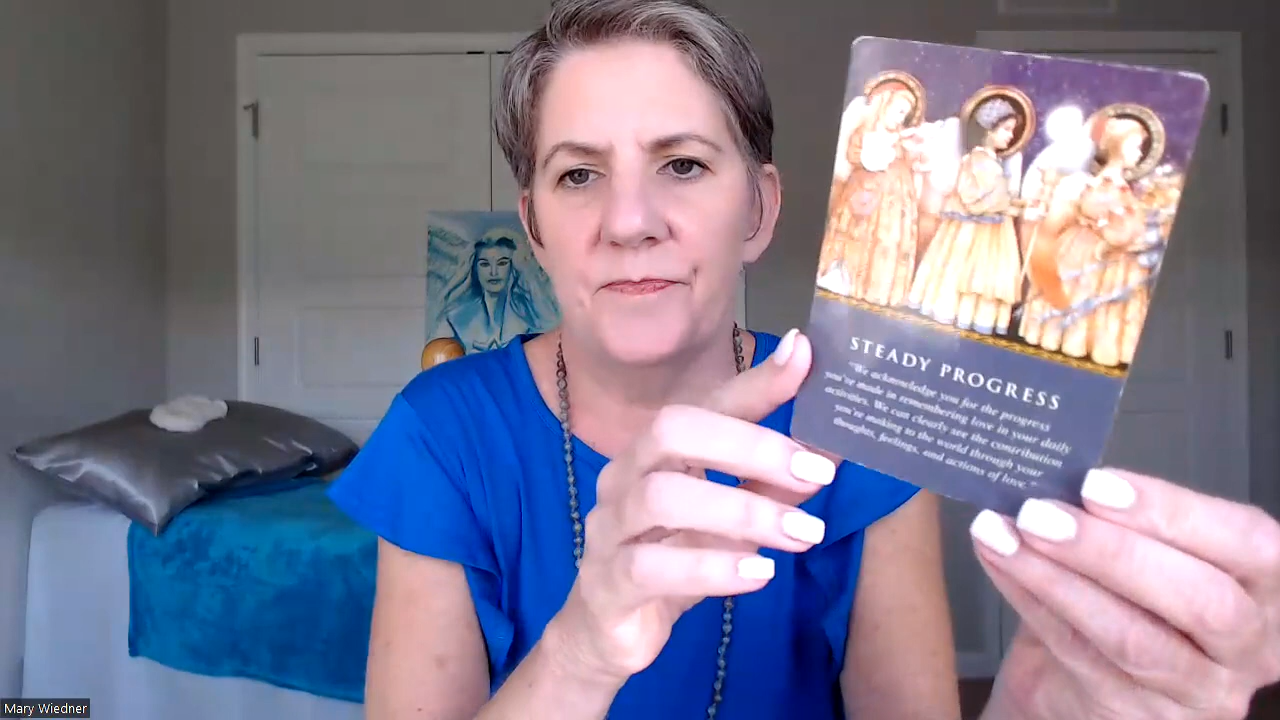 STEADY PROGRESS
"We acknowledge you for the progress
you've made in remembering love in your daily
activities. We can clearly see the contribution
you're making to the world through your
thoughts, feelings, and actions of love."
Mary Wiedner